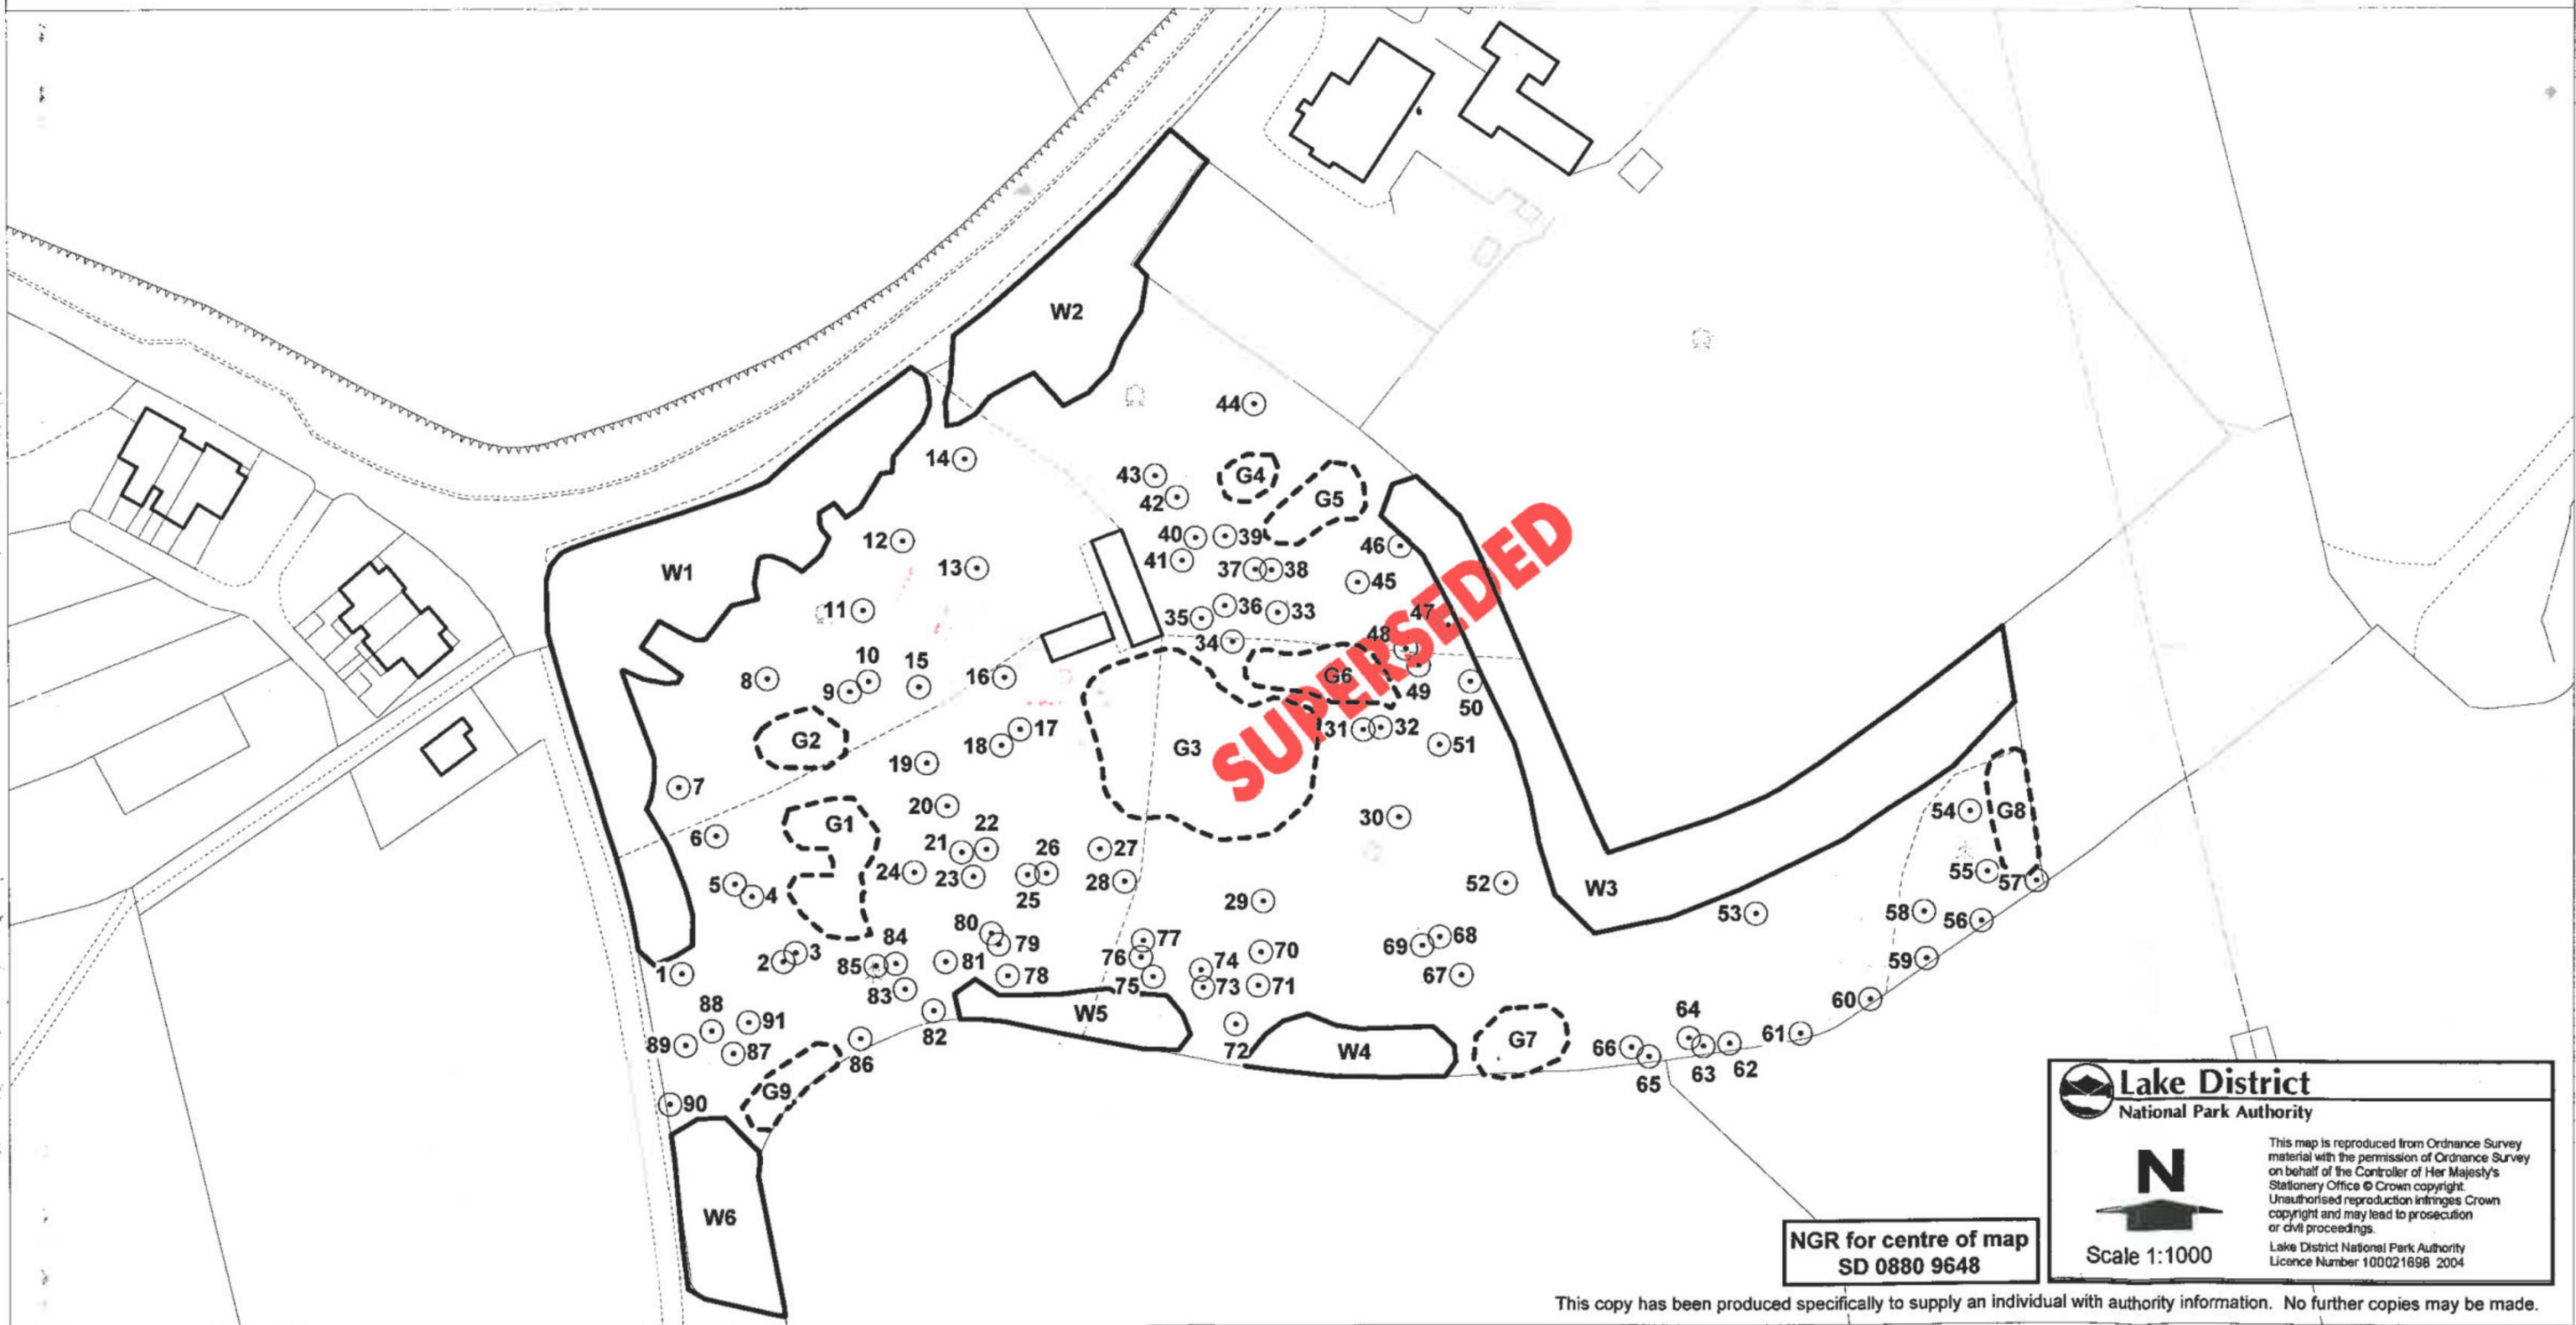 W2
44
14
43
G4
G5
42
12
40
39
46
W1
13
41
37
38
45
11
36
33
47
35
48
34
10
15
8
16
G6
9
49
50
G2
17
31
32
18
G3
51
19
7
20
54
G8
G1
30
6
22
21
26
27
24
23
28
55
57
5
25
52
W3
4
29
58
53
56
80
84
77
68
79
69
3
70
2
76
59
85
81
74
1
78
75
73
71
67
83
60
88
91
W5
64
82
61
89
87
72
W4
G7
66
86
65
63
62
G9
90
W6
SUPERSEDED
Lake District
National Park Authority
N
Scale 1:1000
This map is reproduced from Ordnance Survey
material with the permission of Ordnance Survey
on behalf of the Controller of Her Majesty's
Stationery Office © Crown copyright.
Unauthorised reproduction infringes Crown
copyright and may lead to prosecution
or civil proceedings.
Lake District National Park Authority
Licence Number 100021698 2004
NGR for centre of map
SD 0880 9648
This copy has been produced specifically to supply an individual with authority information. No further copies may be made.